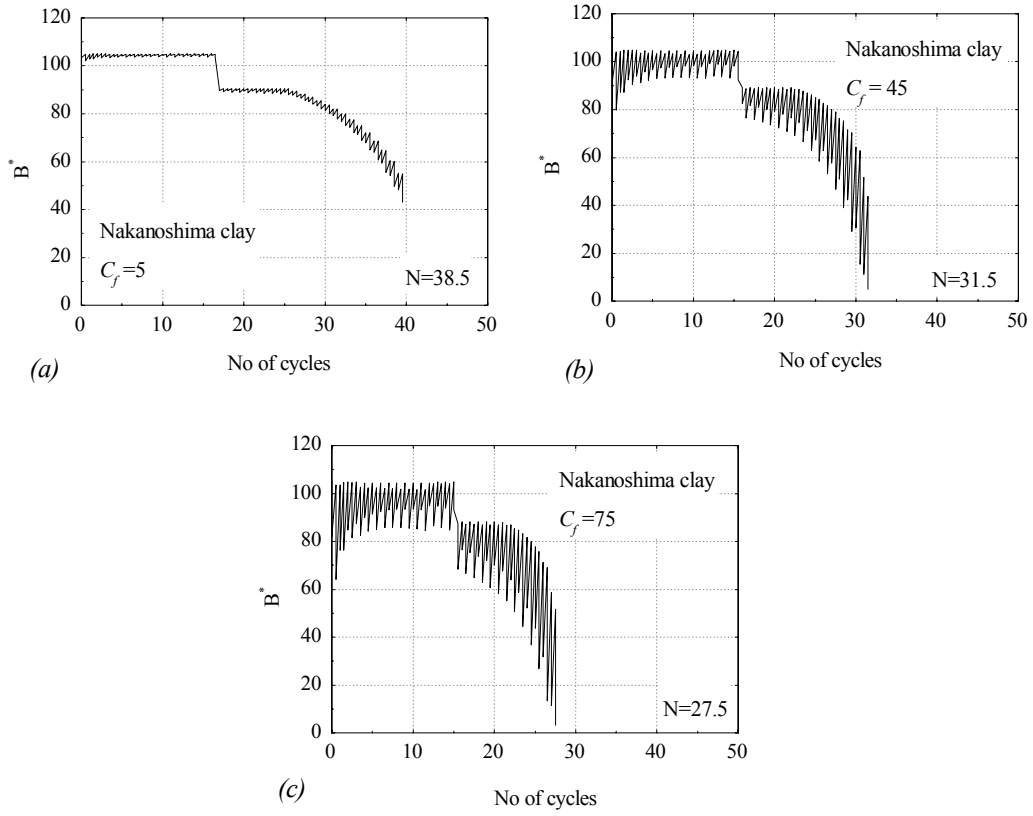 120
100
80
60
40
20
0
B*
Nakanoshima clay
C_f =5
N=38.5
0 10 20 30 40 50
No of cycles
(a)
120
100
80
60
40
20
0
B*
Nakanoshima clay
C_f = 45
N=31.5
0 10 20 30 40 50
No of cycles
(b)
120
100
80
60
40
20
0
B*
Nakanoshima clay
C_f =75
N=27.5
0 10 20 30 40 50
No of cycles
(c)